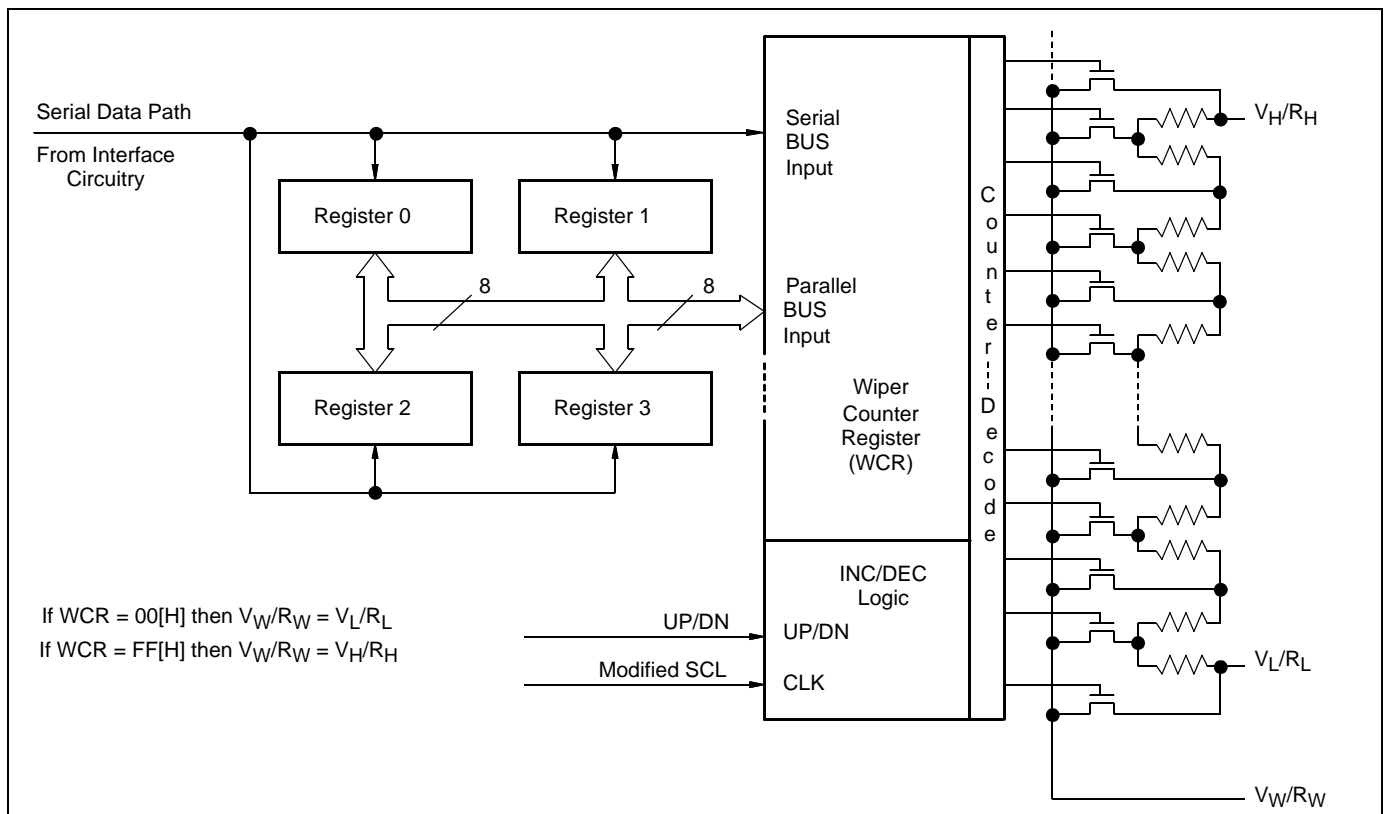 Serial Data Path
From Interface
Circuitry
Register 0
Register 1
8
8
Register 2
Register 3
Serial
BUS
Input
Parallel
BUS
Input
Wiper
Counter
Register
(WCR)
Counter Decode
INC/DEC
Logic
If WCR = 00[H] then VW/RW = VL/RL
If WCR = FF[H] then VW/RW = VH/RH
UP/DN
UP/DN
Modified SCL
CLK
VH/RH
VL/RL
VW/RW